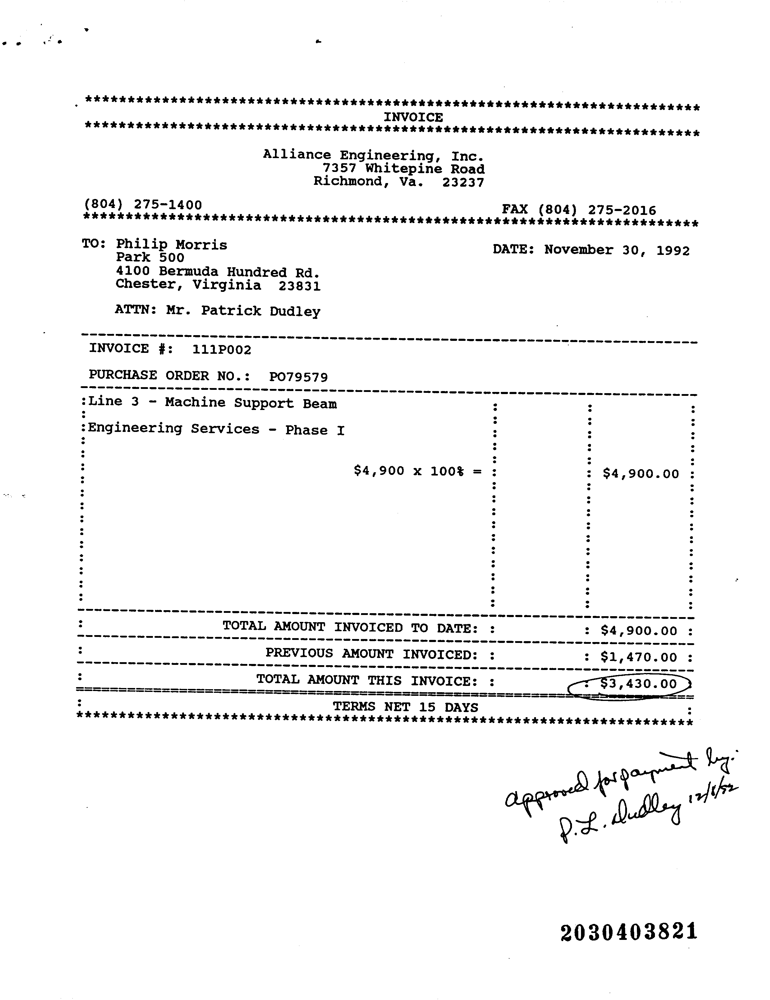 ************************************************************************
INVOICE
************************************************************************
Alliance Engineering, Inc.
7357 Whitepine Road
Richmond, Va. 23237
(804) 275-1400 FAX (804) 275-2016
************************************************************************
TO: Philip Morris DATE: November 30, 1992
Park 500
4100 Bermuda Hundred Rd.
Chester, Virginia 23831
ATTN: Mr. Patrick Dudley
INVOICE #: 111P002
PURCHASE ORDER NO.: PO79579
:Line 3 - Machine Support Beam
:Engineering Services - Phase I
$4,900 x 100% = : : $4,900.00 :
: TOTAL AMOUNT INVOICED TO DATE: : : $4,900.00 :
: PREVIOUS AMOUNT INVOICED: : : $1,470.00 :
: TOTAL AMOUNT THIS INVOICE: : : $3,430.00 :
: TERMS NET 15 DAYS :
************************************************************************
approved for payment by:
P.L. Dudley
2030403821